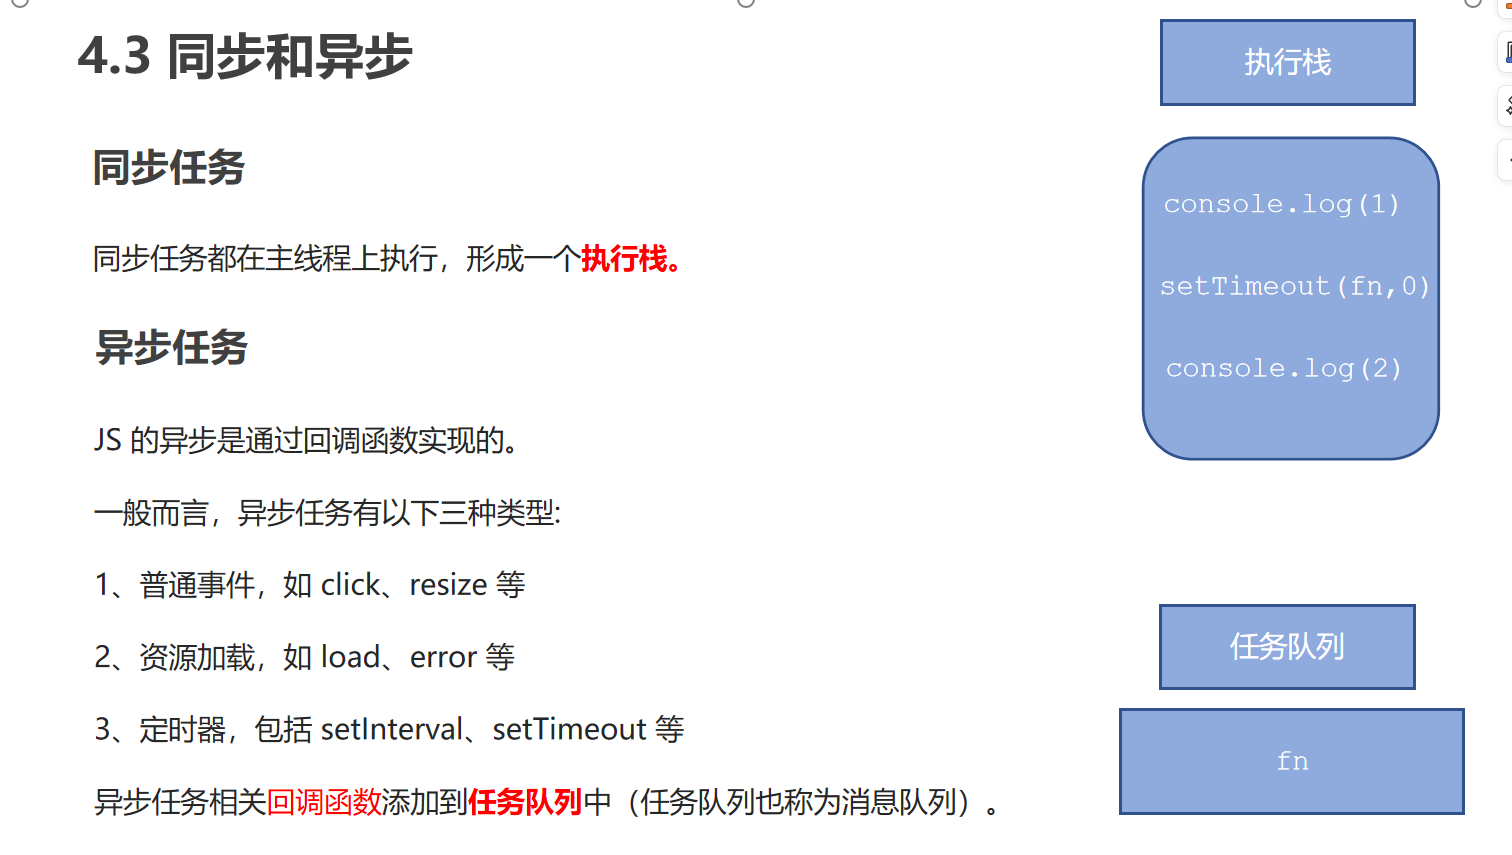 4.3 同步和异步
同步任务
同步任务都在主线程上执行，形成一个执行栈。
异步任务
JS 的异步是通过回调函数实现的。
一般而言，异步任务有以下三种类型:
1、普通事件，如 click、resize 等
2、资源加载，如 load、error 等
3、定时器，包括 setInterval、setTimeout 等
异步任务相关回调函数添加到任务队列中（任务队列也称为消息队列）。
执行栈
console.log(1)
setTimeout(fn,0)
console.log(2)
任务队列
fn